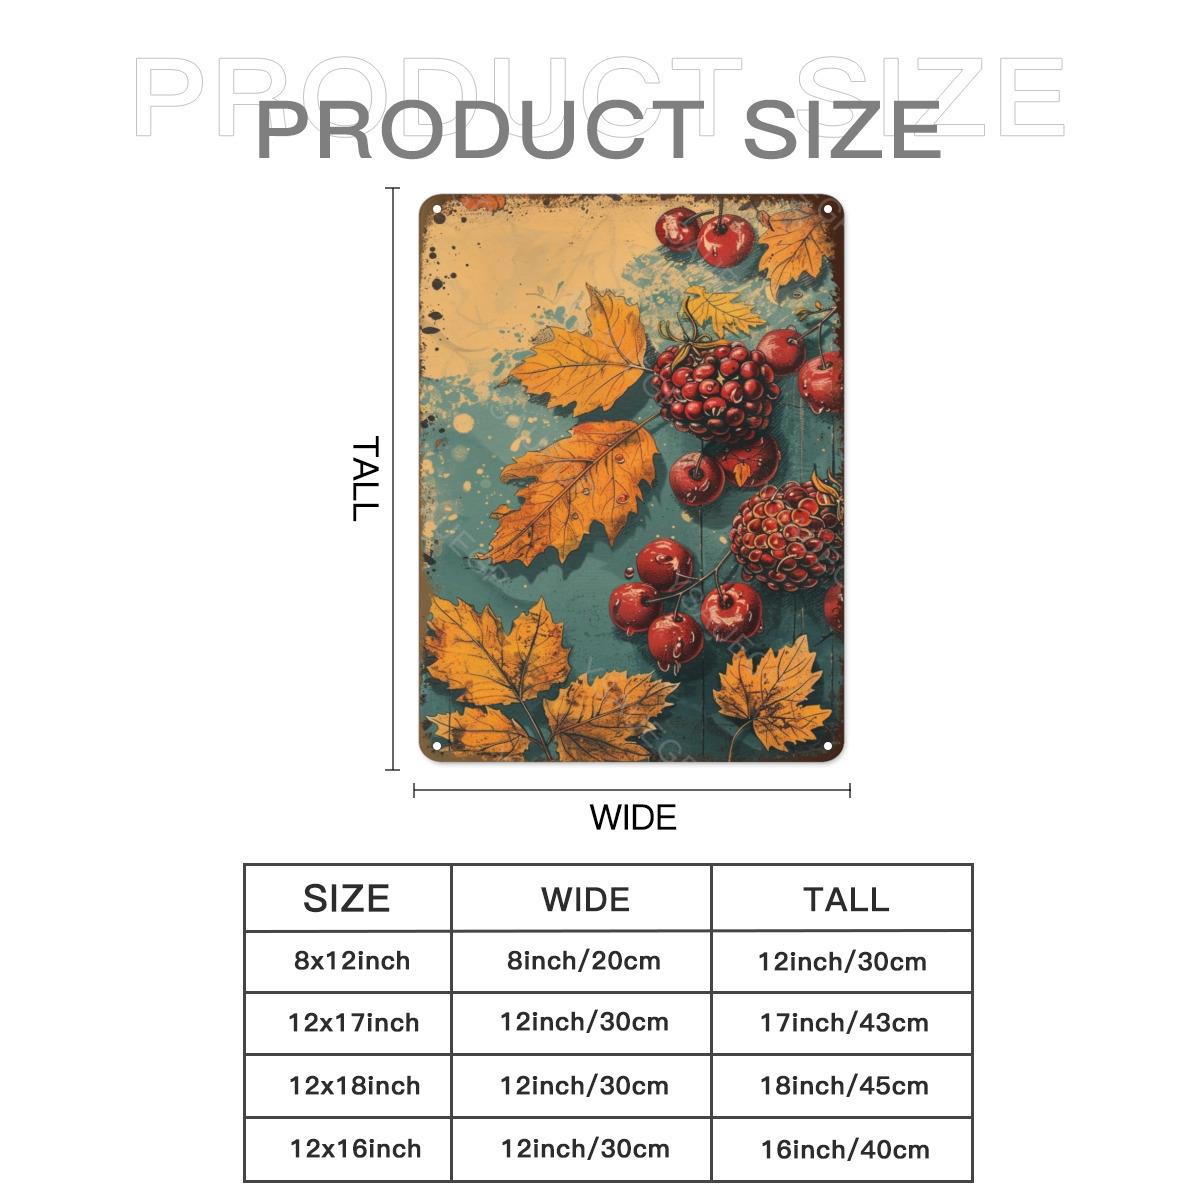 PRODUCT SIZE
PRODUCT SIZE
TALL
WIDE
SIZE WIDE TALL
8x12inch 8inch/20cm 12inch/30cm
12x17inch 12inch/30cm 17inch/43cm
12x18inch 12inch/30cm 18inch/45cm
12x16inch 12inch/30cm 16inch/40cm